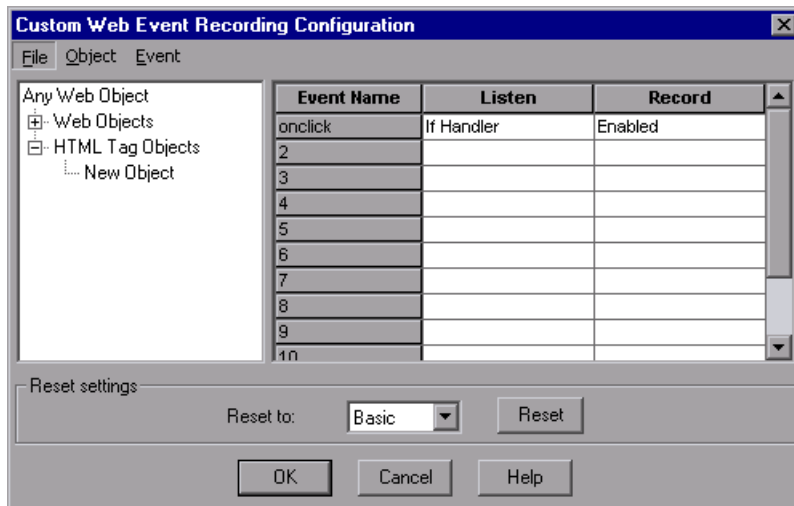 Custom Web Event Recording Configuration
File Object Event
Any Web Object
Web Objects
HTML Tag Objects
New Object
Event Name Listen Record
onclick If Handler Enabled
2
3
4
5
6
7
8
9
10
Reset settings
Reset to: Basic Reset
OK Cancel Help